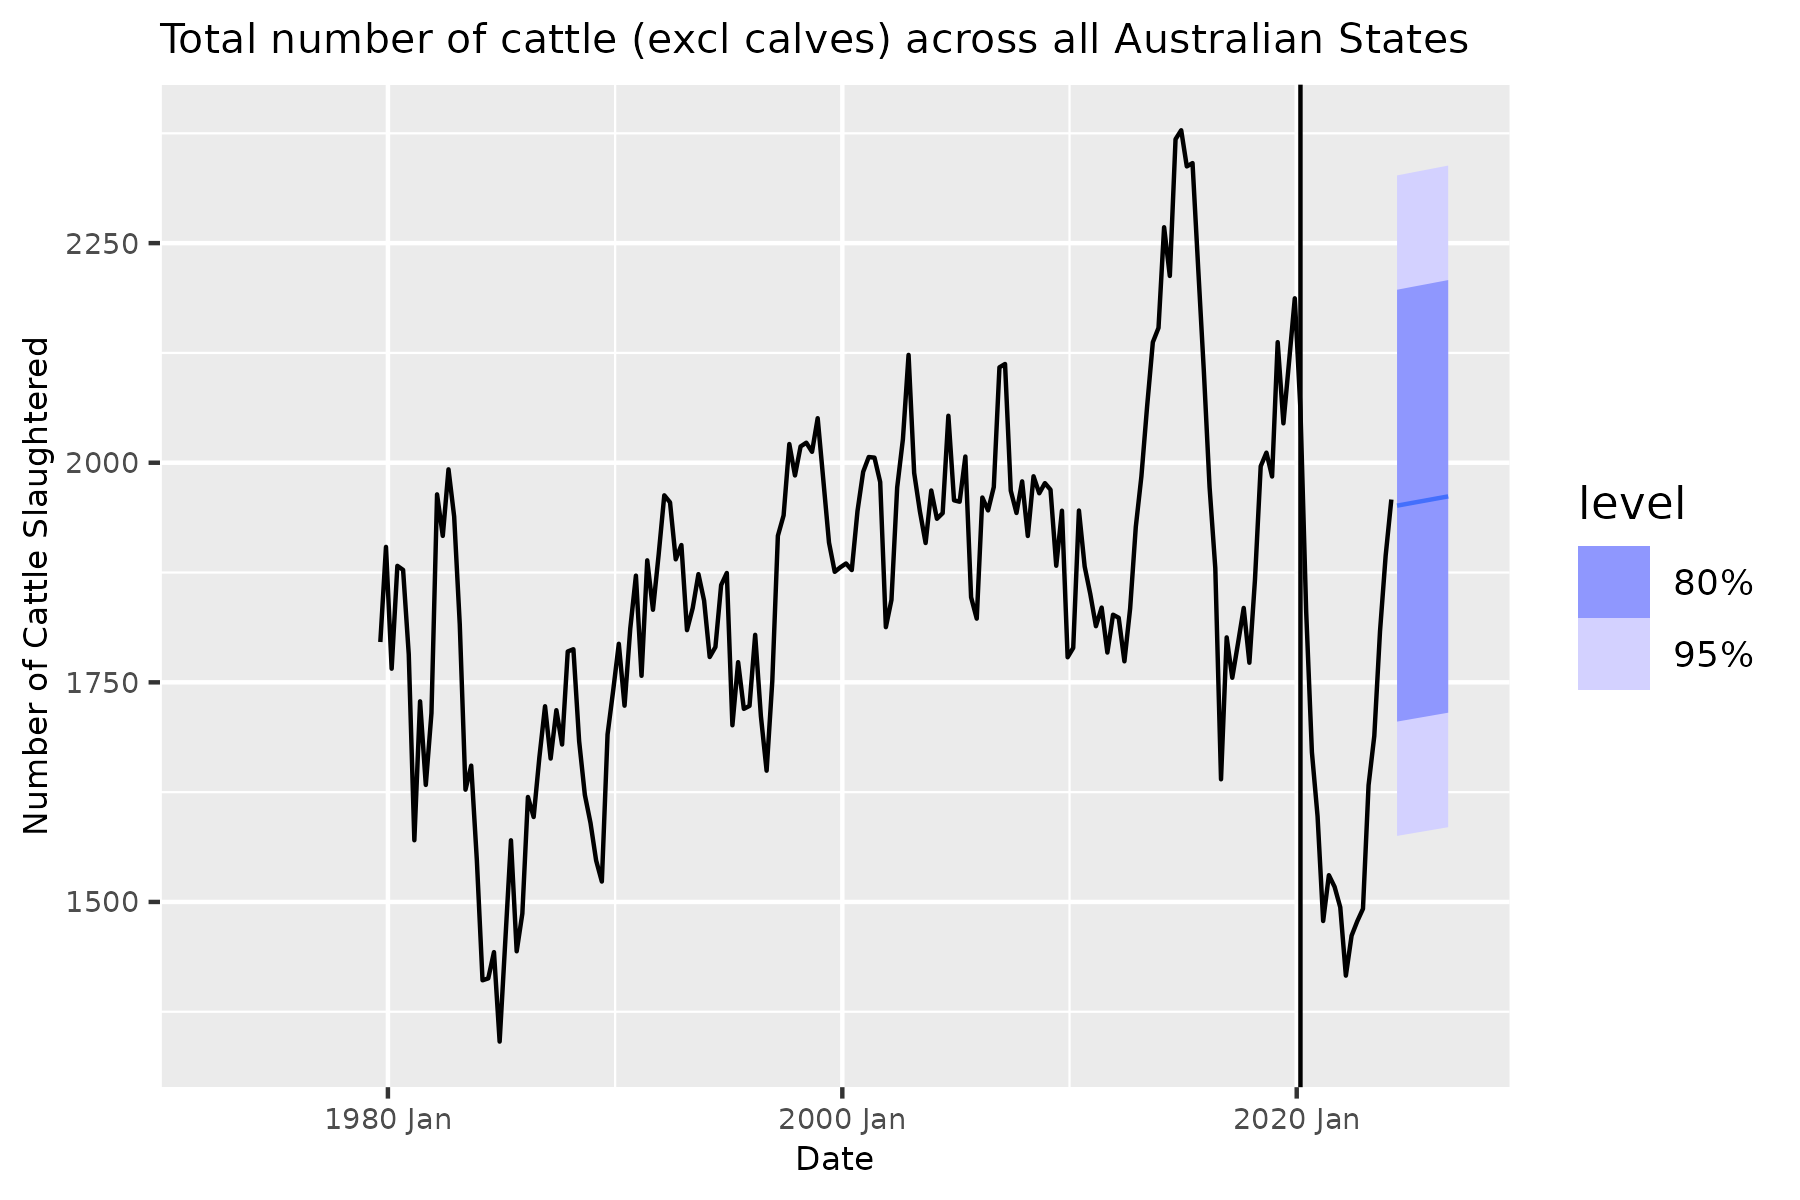 Total number of cattle (excl calves) across all Australian States
Number of Cattle Slaughtered
2250
2000
1750
1500
1980 Jan
2000 Jan
2020 Jan
Date
level
80%
95%